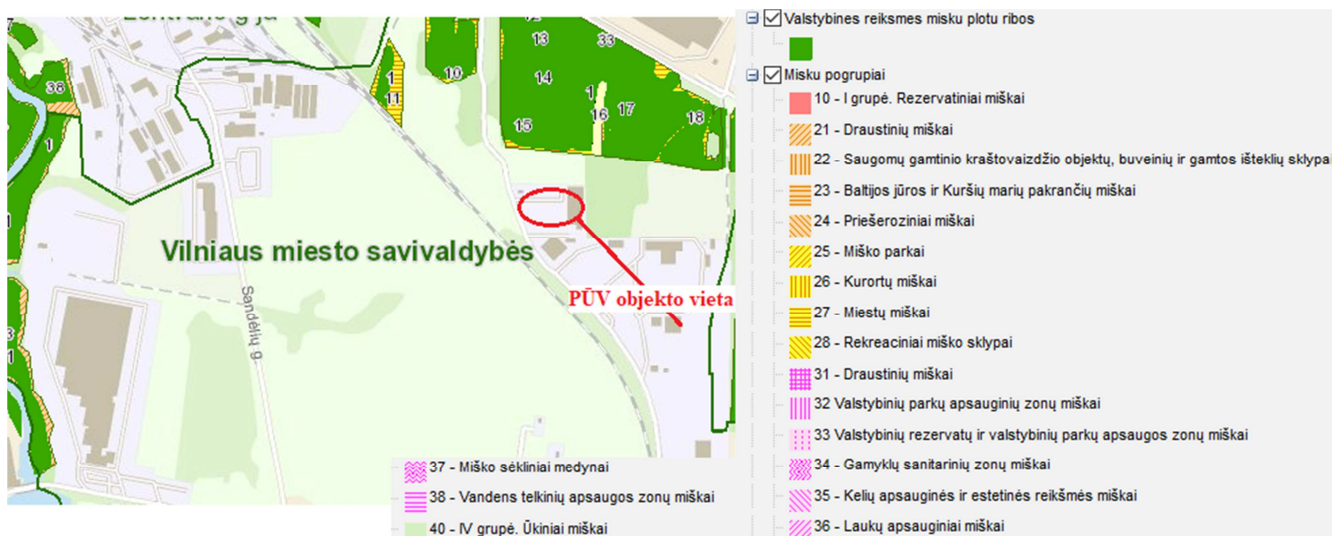 Valstybines reiksmes misku plotu ribos
Misku pogrupiai
10 - I grupė. Rezervatiniai miškai
21 - Draustinių miškai
22 - Saugomų gamtinio kraštovaizdžio objektų, buveinių ir gamtos išteklių sklypai
23 - Baltijos jūros ir Kuršių marių pakrančių miškai
24 - Priešeroziniai miškai
25 - Miško parkai
26 - Kurortų miškai
27 - Miestų miškai
28 - Rekreaciniai miško sklypai
31 - Draustinių miškai
32 Valstybinių parkų apsauginių zonų miškai
33 Valstybinių rezervatų ir valstybinių parkų apsaugos zonų miškai
34 - Gamyklų sanitarinių zonų miškai
35 - Kelių apsauginės ir estetinės reikšmės miškai
36 - Laukų apsauginiai miškai
37 - Miško sėkliniai medynai
38 - Vandens telkinių apsaugos zonų miškai
40 - IV grupė. Ūkiniai miškai
13
33
38
1
11
10
14
1
16
17
18
15
1
Vilniaus miesto savivaldybės
PŪV objekto vieta
Sandėlių g.
1
3
1